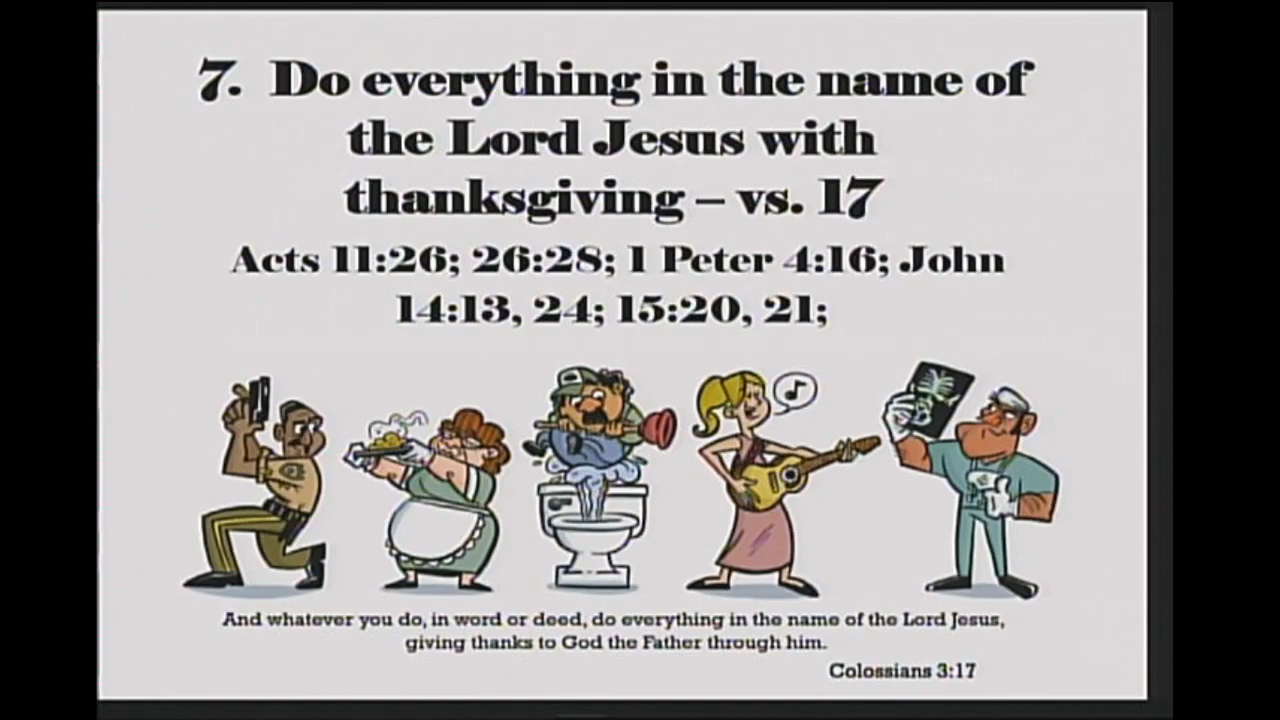 7. Do everything in the name of
the Lord Jesus with
thanksgiving – vs. 17
Acts 11:26; 26:28; 1 Peter 4:16; John
14:13, 24; 15:20, 21;
And whatever you do, in word or deed, do everything in the name of the Lord Jesus,
giving thanks to God the Father through him.
Colossians 3:17